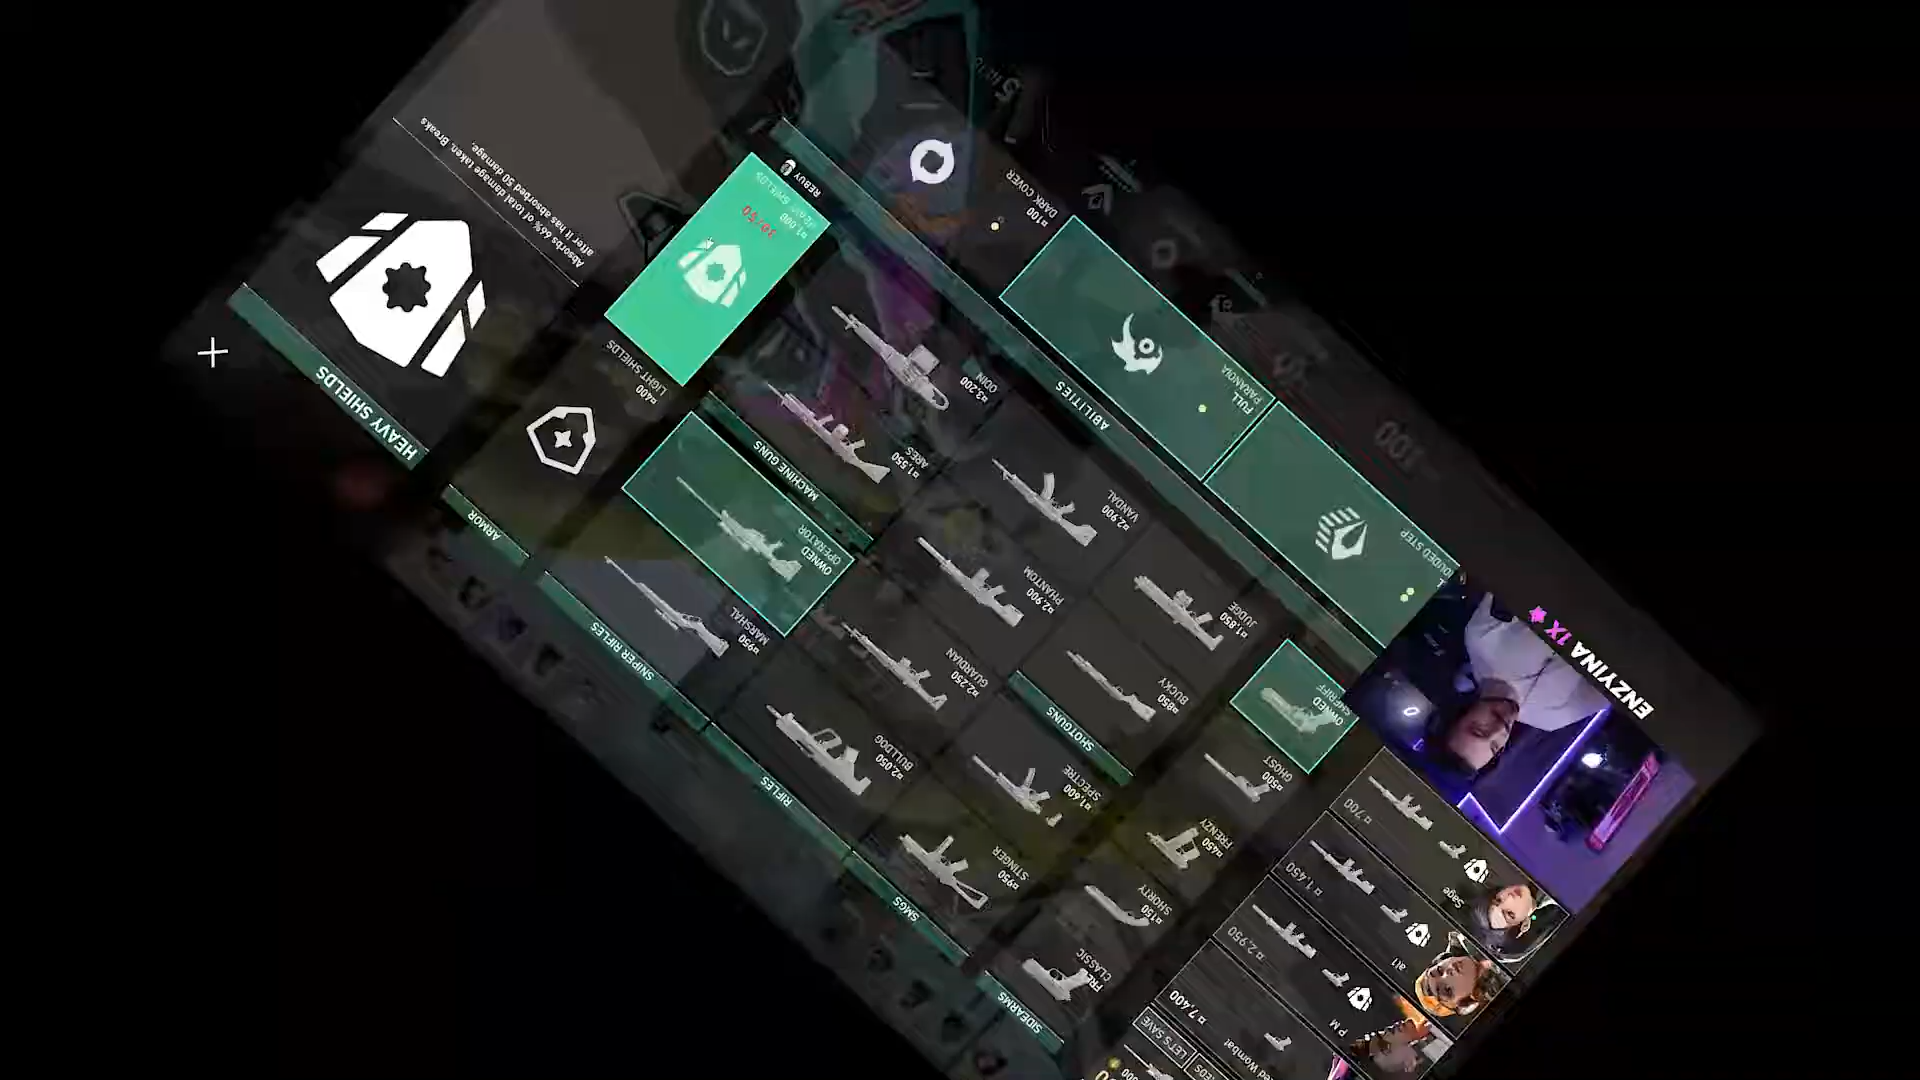 SIDEARMS
SMGS
RIFLES
SNIPER RIFLES
ARMOR
HEAVY SHIELDS
CLASSIC
FREE
STINGER
¤950
BULLDOG
¤2,050
MARSHAL
¤950
LIGHT SHIELDS
¤400
SHORTY
¤150
SPECTRE
¤1,600
GUARDIAN
¤2,250
OPERATOR
OWNED
HEAVY SHIELDS
¤1,000
FRENZY
¤450
SHOTGUNS
PHANTOM
¤2,900
MACHINE GUNS
GHOST
¤500
BUCKY
¤850
VANDAL
¤2,900
ARES
¤1,550
SHERIFF
OWNED
JUDGE
¤1,850
ODIN
¤3,200
REBUY
Absorbs 66% of total damage taken. Breaks
after it has absorbed 50 damage.
ABILITIES
PARANOIA
FULL
DARK COVER
¤100
ENZYINA 1X
Sage
¤700
all
¤1,450
P M
¤2,950
Wombat
¤7,400
LET'S SAVE
-100